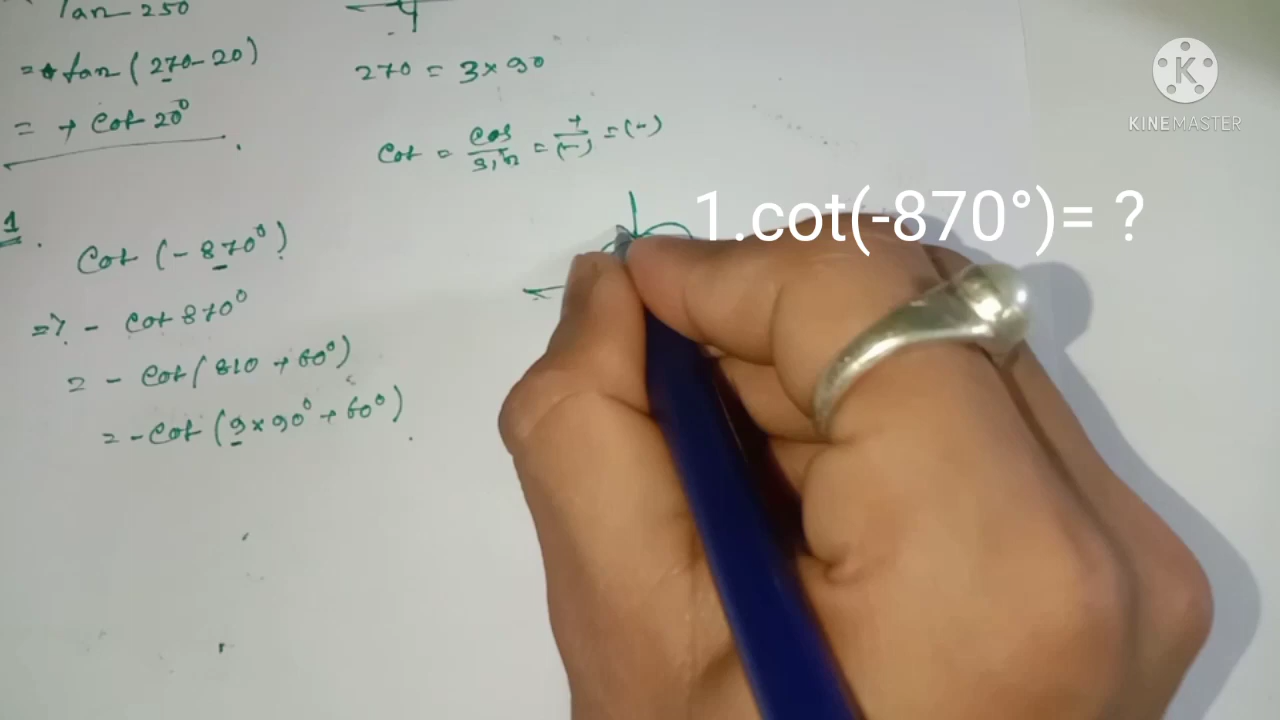 Tan 250
= tan (270-20)
270 = 3×90
= + cot 20°
cot = cos/sin = +/(-) = (-)
KINEMASTER
1.cot(-870°)= ?
1.
Cot (-870°)?
=> - cot 870°
= - cot (810 + 60°)
= - cot (9×90° + 60°)